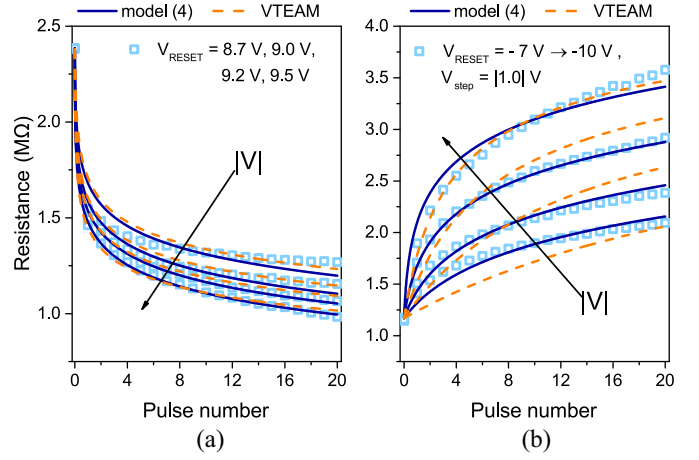 model (4) VTEAM
V_RESET = 8.7 V, 9.0 V,
9.2 V, 9.5 V
|V|
Resistance (MΩ)
2.5
2.0
1.5
1.0
0 4 8 12 16 20
Pulse number
(a)
model (4) VTEAM
V_RESET = - 7 V → -10 V ,
V_step = |1.0| V
|V|
4.0
3.5
3.0
2.5
2.0
1.5
1.0
0 4 8 12 16 20
Pulse number
(b)